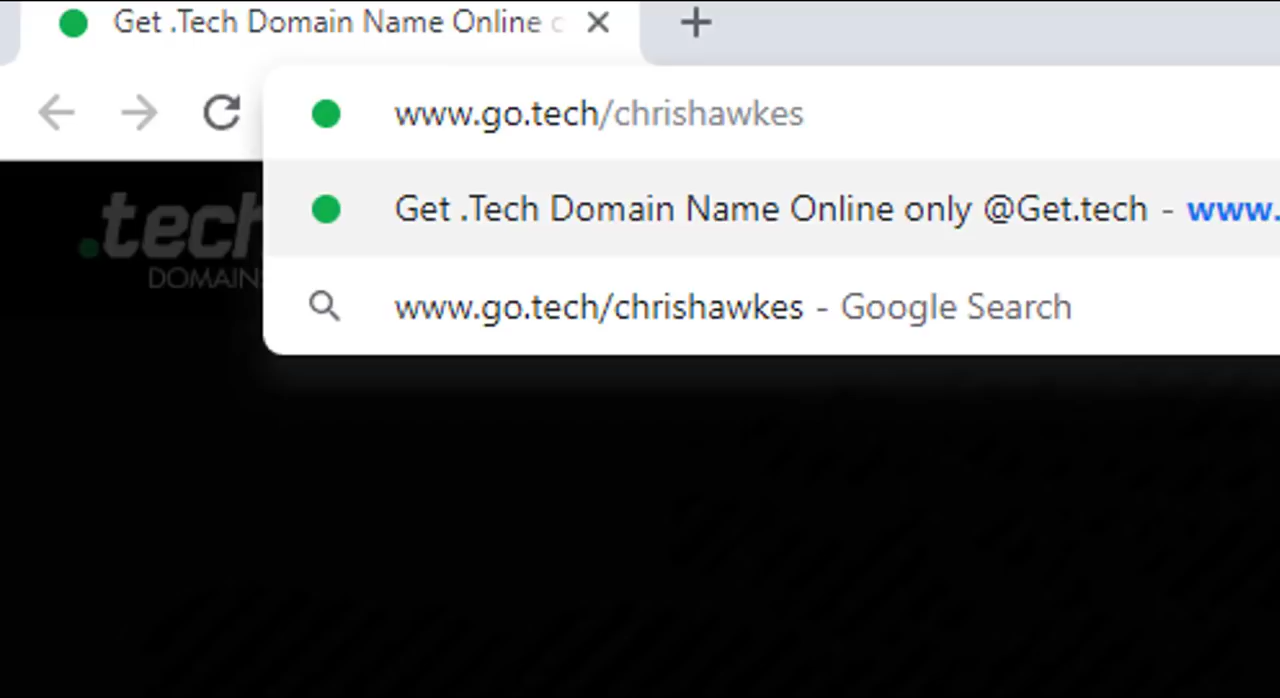 Get .Tech Domain Name Online
www.go.tech/chrishawkes
Get .Tech Domain Name Online only @Get.tech - www.
www.go.tech/chrishawkes - Google Search
.tech
DOMAIN